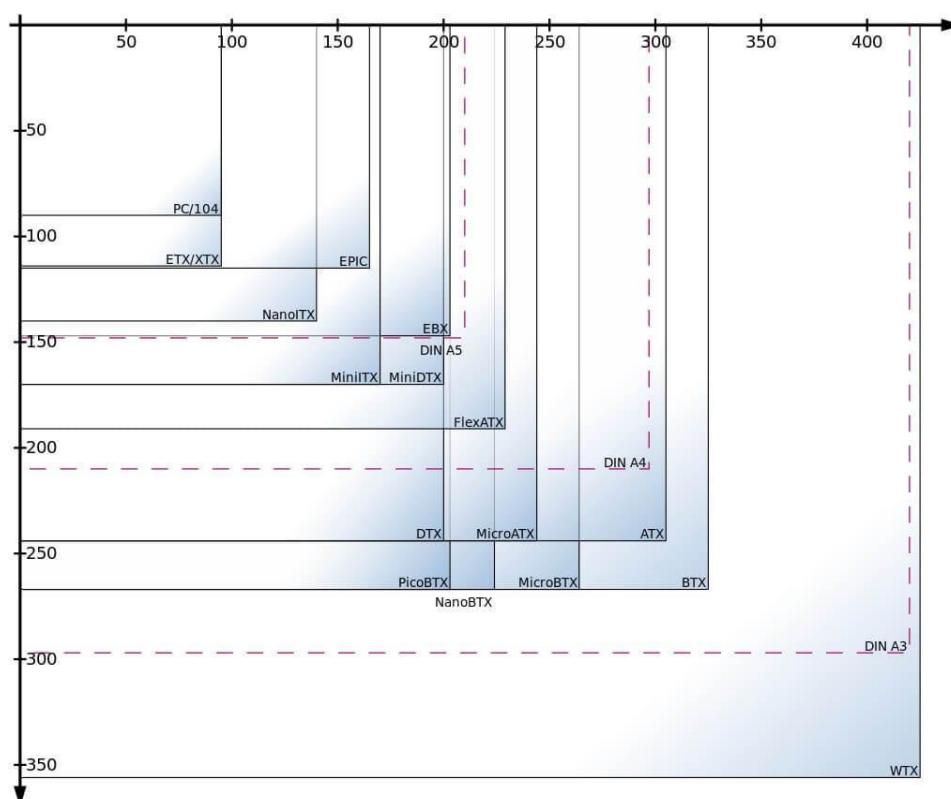 50 100 150 200 250 300 350 400
50
PC/104
100
ETX/XTX EPIC
NanoITX
EBX
150
DIN A5
MiniITX MiniDTX
FlexATX
200
DIN A4
DTX MicroATX ATX
250
PicoBTX MicroBTX BTX
NanoBTX
DIN A3
300
350
WTX